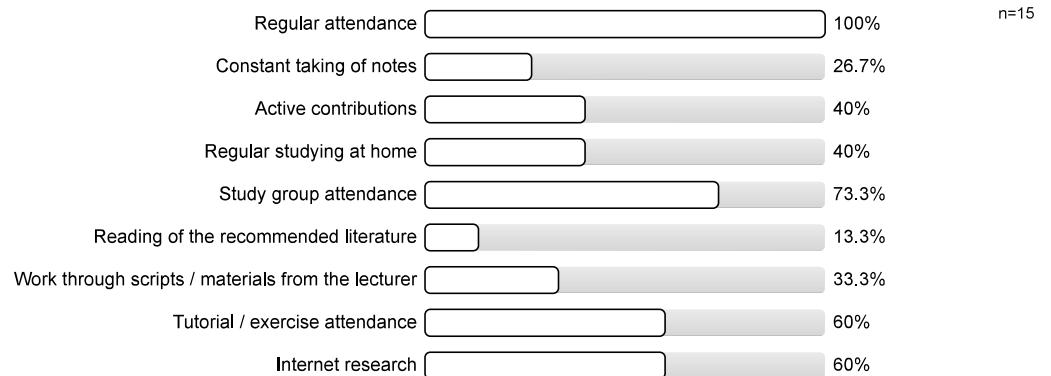 Regular attendance 100% n=15
Constant taking of notes 26.7%
Active contributions 40%
Regular studying at home 40%
Study group attendance 73.3%
Reading of the recommended literature 13.3%
Work through scripts / materials from the lecturer 33.3%
Tutorial / exercise attendance 60%
Internet research 60%